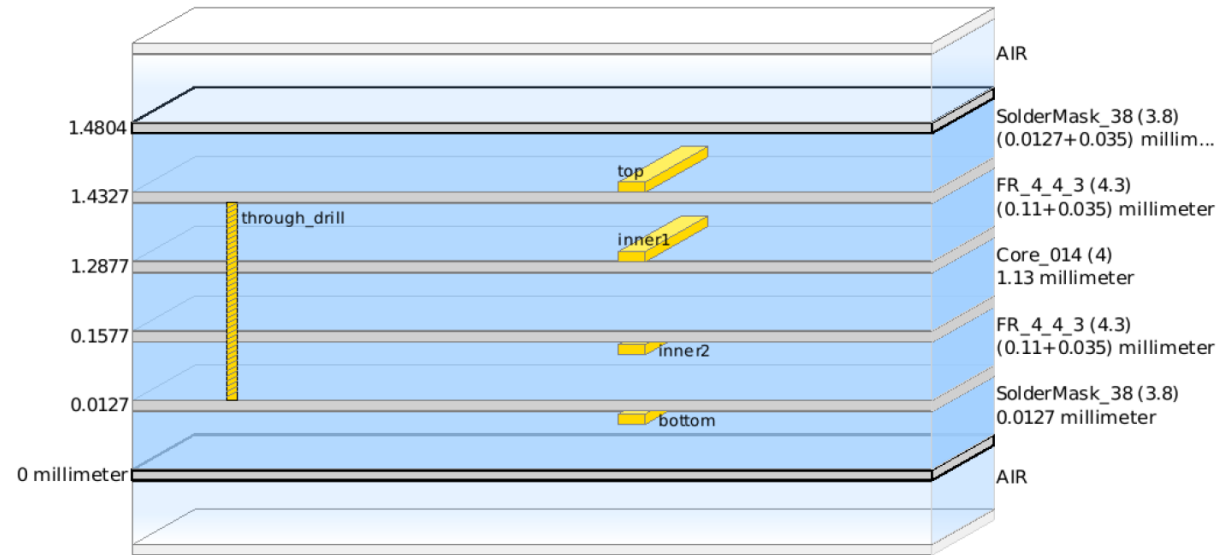 AIR
1.4804
SolderMask_38 (3.8)
(0.0127+0.035) millim...
top
1.4327
FR_4_4_3 (4.3)
(0.11+0.035) millimeter
through_drill
inner1
1.2877
Core_014 (4)
1.13 millimeter
0.1577
FR_4_4_3 (4.3)
(0.11+0.035) millimeter
inner2
0.0127
SolderMask_38 (3.8)
0.0127 millimeter
bottom
0 millimeter
AIR